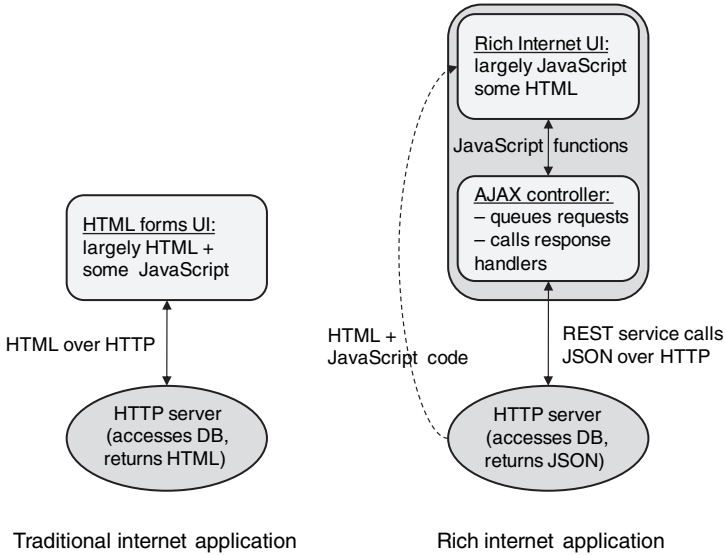 HTML forms UI:
largely HTML +
some JavaScript
HTML over HTTP
HTTP server
(accesses DB,
returns HTML)
Traditional internet application
Rich Internet UI:
largely JavaScript
some HTML
JavaScript functions
AJAX controller:
– queues requests
– calls response
handlers
HTML +
JavaScript code
REST service calls
JSON over HTTP
HTTP server
(accesses DB,
returns JSON)
Rich internet application